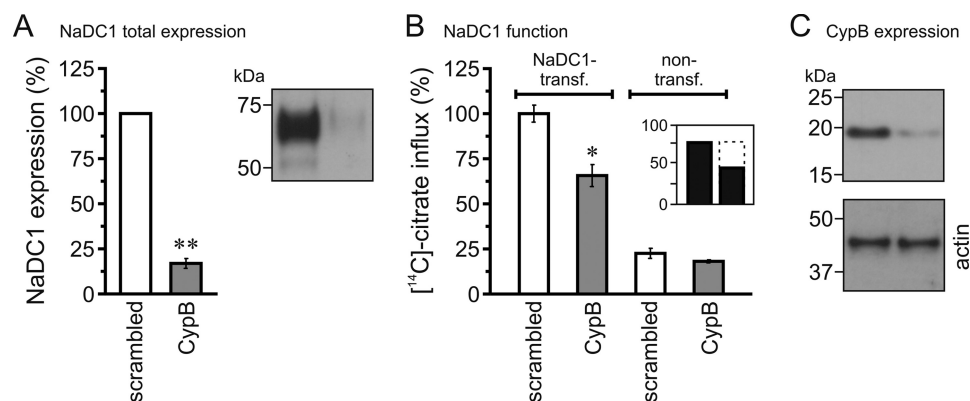 A NaDC1 total expression
NaDC1 expression (%)
125
100
75
50
25
0
scrambled
CypB
**
kDa
75
50
B NaDC1 function
[14C]-citrate influx (%)
125
100
75
50
25
0
NaDC1-
transf.
non-
transf.
*
100
50
0
scrambled
CypB
scrambled
CypB
C CypB expression
kDa
25
20
15
50
37
actin